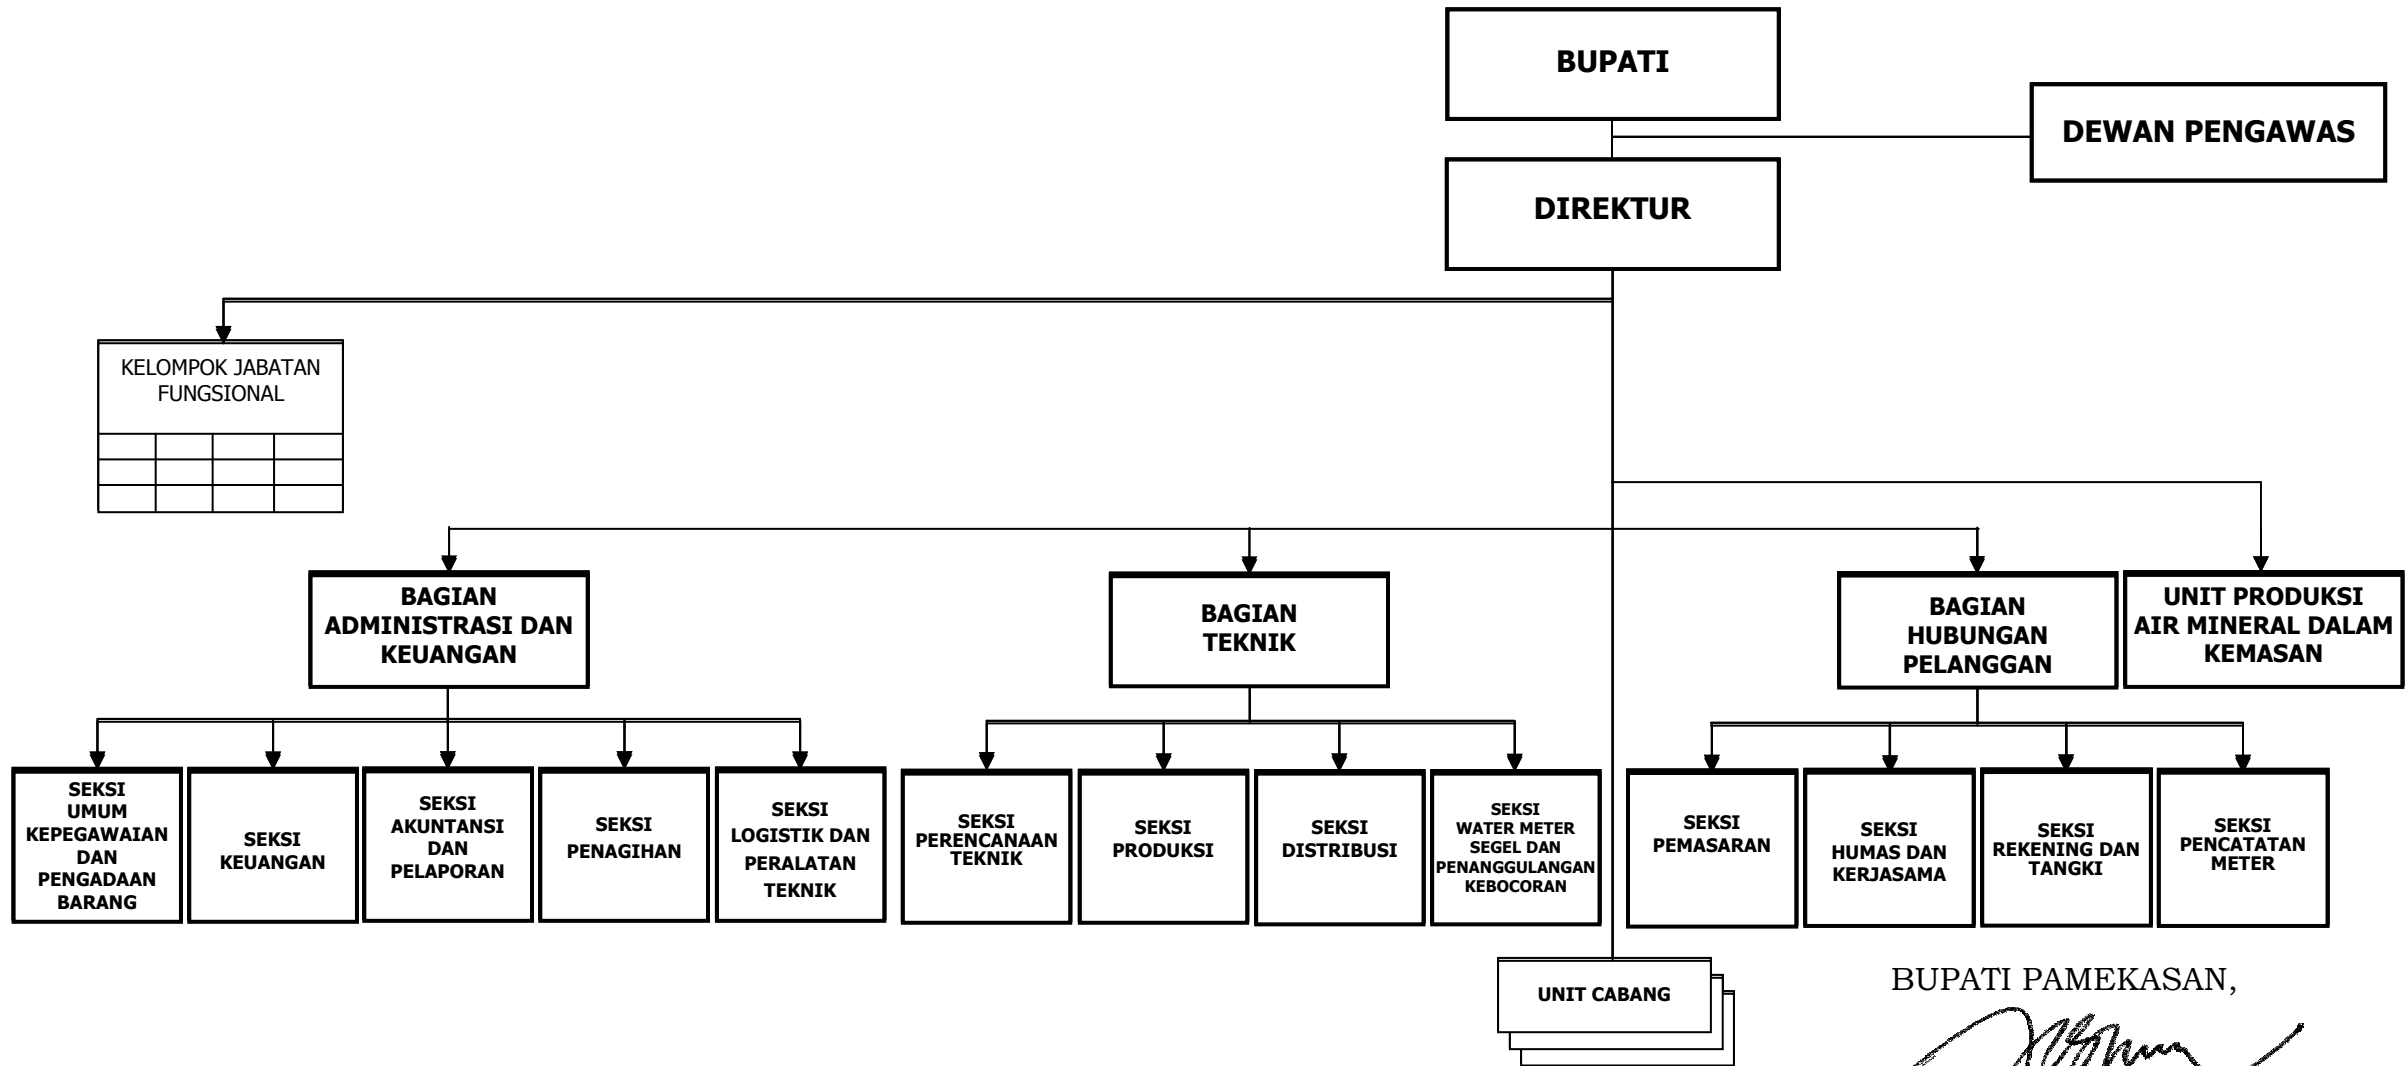 BUPATI
DEWAN PENGAWAS
DIREKTUR
KELOMPOK JABATAN
FUNGSIONAL
BAGIAN
ADMINISTRASI DAN
KEUANGAN
BAGIAN
TEKNIK
BAGIAN
HUBUNGAN
PELANGGAN
UNIT PRODUKSI
AIR MINERAL DALAM
KEMASAN
SEKSI
UMUM
KEPEGAWAIAN
DAN
PENGADAAN
BARANG
SEKSI
KEUANGAN
SEKSI
AKUNTANSI
DAN
PELAPORAN
SEKSI
PENAGIHAN
SEKSI
LOGISTIK DAN
PERALATAN
TEKNIK
SEKSI
PERENCANAAN
TEKNIK
SEKSI
PRODUKSI
SEKSI
DISTRIBUSI
SEKSI
WATER METER
SEGEL DAN
PENANGGULANGAN
KEBOCORAN
SEKSI
PEMASARAN
SEKSI
HUMAS DAN
KERJASAMA
SEKSI
REKENING DAN
TANGKI
SEKSI
PENCATATAN
METER
UNIT CABANG
BUPATI PAMEKASAN,